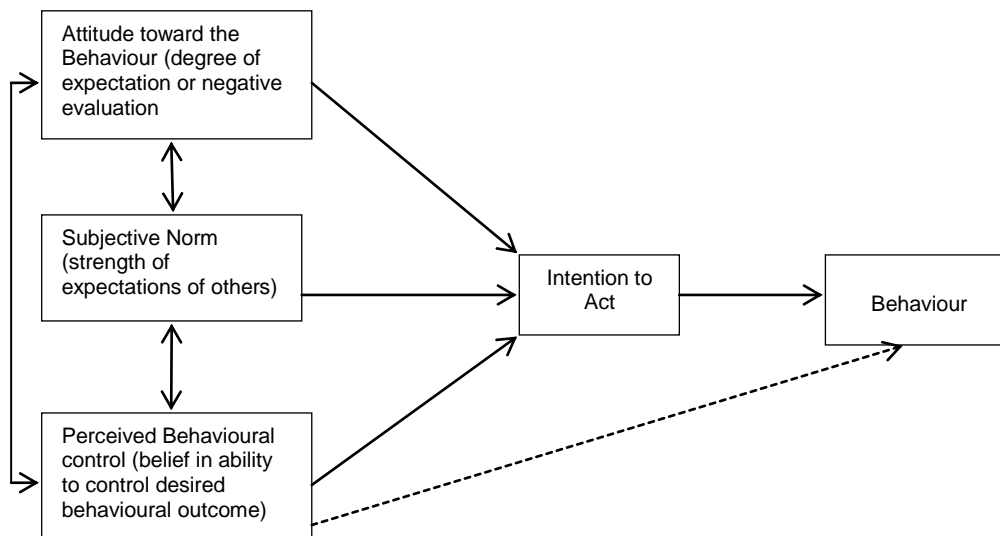 Attitude toward the
Behaviour (degree of
expectation or negative
evaluation
Subjective Norm
(strength of
expectations of others)
Intention to
Act
Behaviour
Perceived Behavioural
control (belief in ability
to control desired
behavioural outcome)